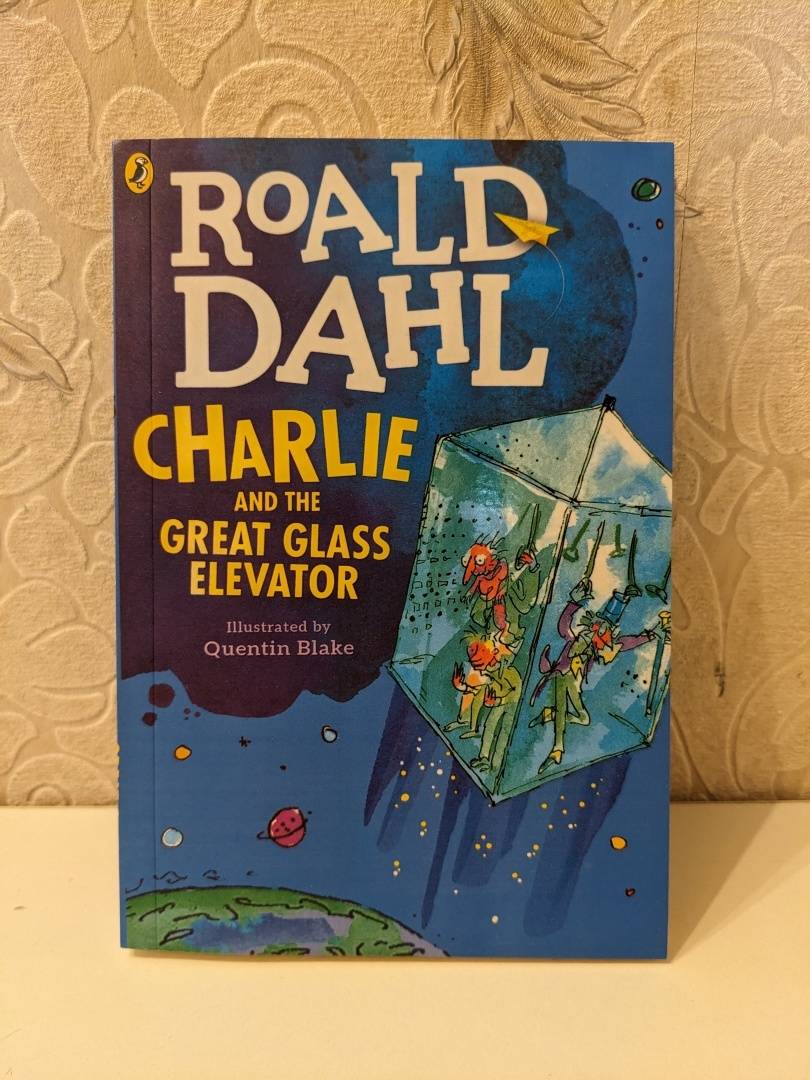 ROALD
DAHL
CHARLIE
AND THE
GREAT GLASS
ELEVATOR
Illustrated by
Quentin Blake